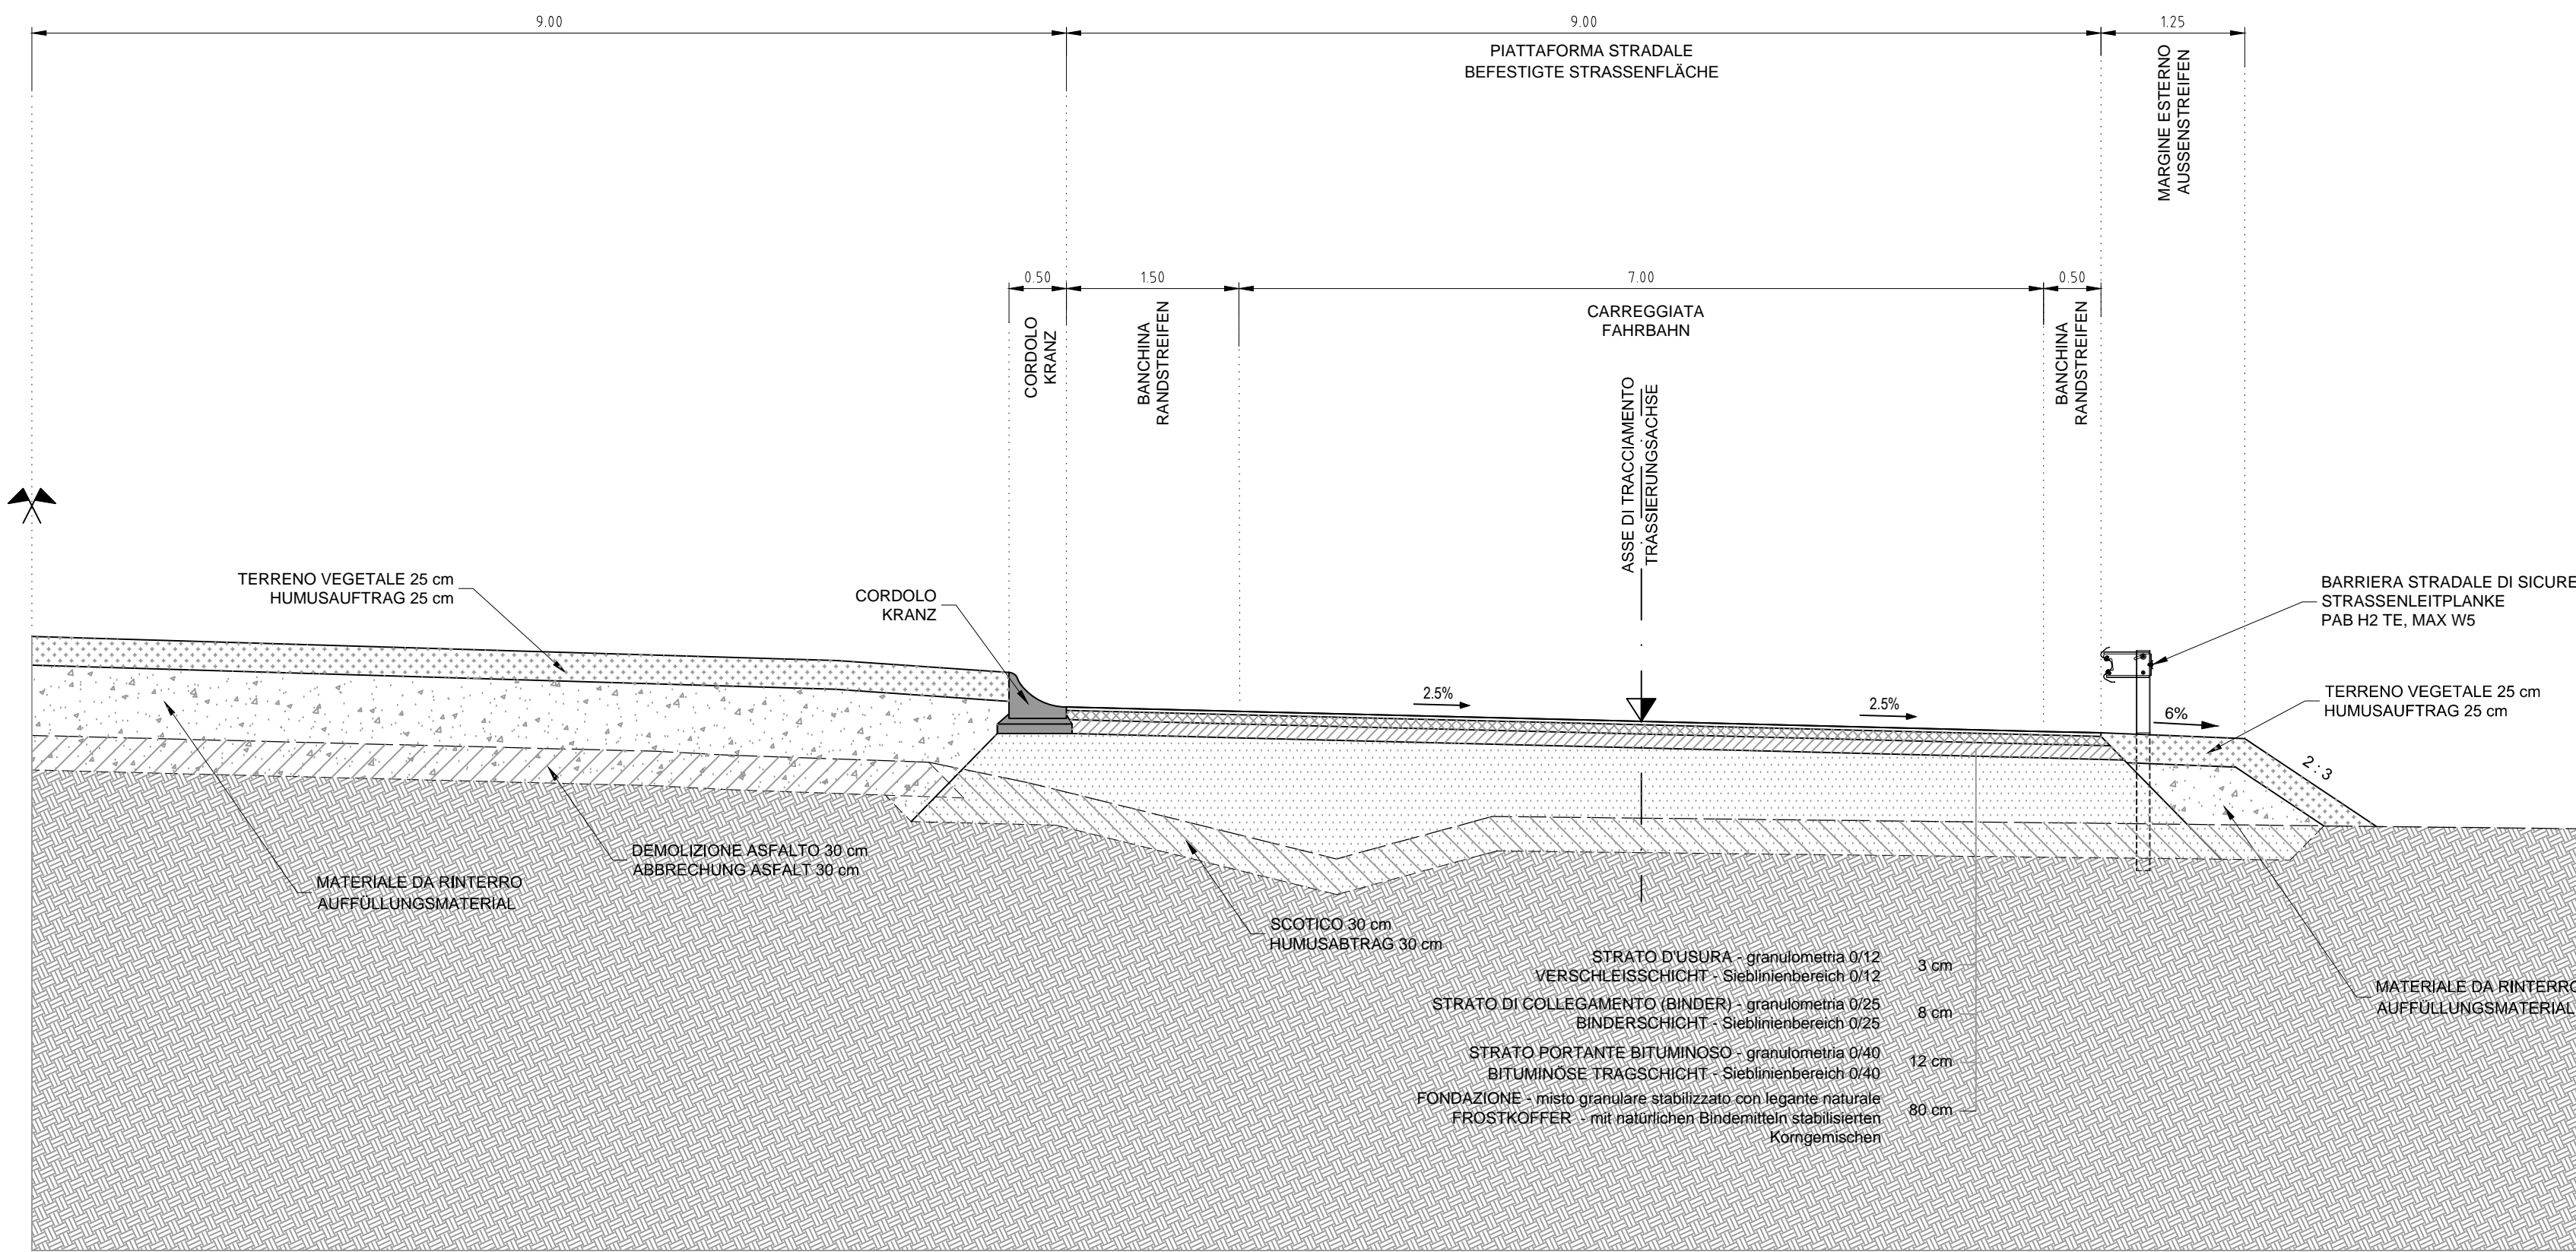 9.00
9.00
1.25
PIATTAFORMA STRADALE
BEFESTIGTE STRASSENFLÄCHE
MARGINE ESTERNO
AUSSENSTREIFEN
0.50
1.50
7.00
0.50
CORDOLO
KRANZ
BANCHINA
RANDSTREIFEN
CARREGGIATA
FAHRBAHN
BANCHINA
RANDSTREIFEN
ASSE DI TRACCIAMENTO
TRASSIERUNGSACHSE
TERRENO VEGETALE 25 cm
HUMUSAUFTRAG 25 cm
CORDOLO
KRANZ
BARRIERA STRADALE DI SICURE
STRASSENLEITPLANKE
PAB H2 TE, MAX W5
2.5%
2.5%
6%
TERRENO VEGETALE 25 cm
HUMUSAUFTRAG 25 cm
2 : 3
DEMOLIZIONE ASFALTO 30 cm
ABBRECHUNG ASFALT 30 cm
MATERIALE DA RINTERRO
AUFFÜLLUNGSMATERIAL
SCOTICO 30 cm
HUMUSABTRAG 30 cm
STRATO D'USURA - granulometria 0/12
VERSCHLEISSSCHICHT - Sieblinienbereich 0/12
3 cm
STRATO DI COLLEGAMENTO (BINDER) - granulometria 0/25
BINDERSCHICHT - Sieblinienbereich 0/25
8 cm
STRATO PORTANTE BITUMINOSO - granulometria 0/40
BITUMINÖSE TRAGSCHICHT - Sieblinienbereich 0/40
12 cm
FONDAZIONE - misto granulare stabilizzato con legante naturale
FROSTKOFFER - mit natürlichen Bindemitteln stabilisierten
Korngemischen
80 cm
MATERIALE DA RINTERRO
AUFFÜLLUNGSMATERIAL